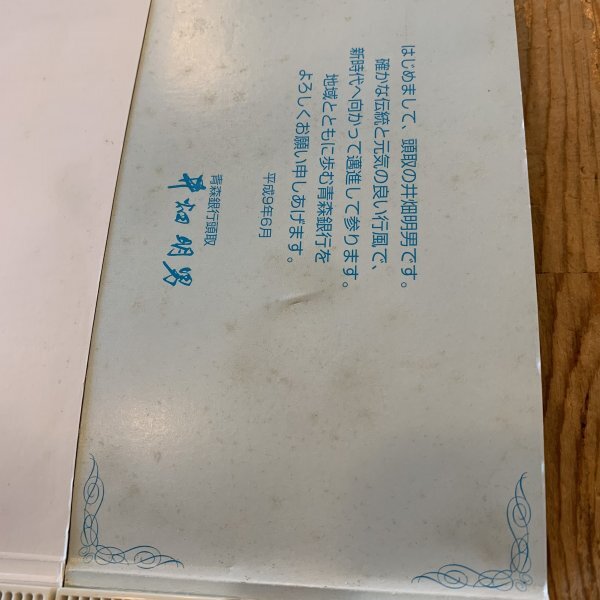 はじめまして、頭取の井畑明男です。
確かな伝統と元気の良い行風で、
新時代へ向かって邁進して参ります。
地域とともに歩む青森銀行を
よろしくお願い申しあげます。
平成9年6月
青森銀行頭取
井畑明男